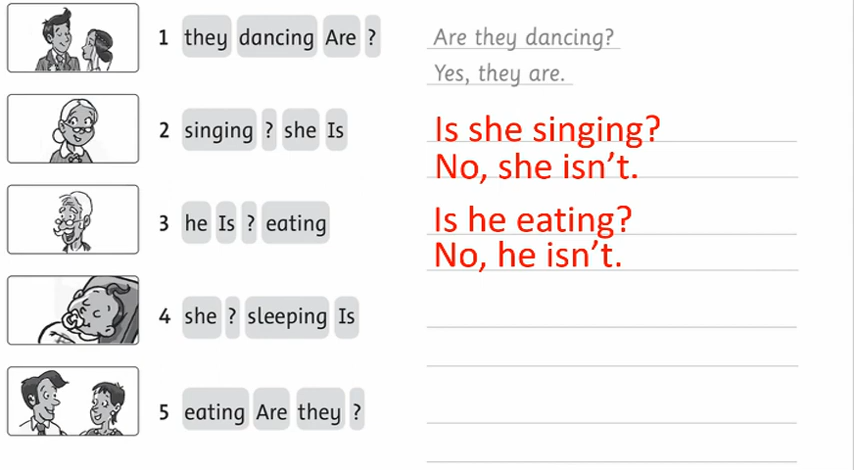 1 they dancing Are ? Are they dancing?
Yes, they are.
2 singing ? she Is Is she singing?
No, she isn’t.
3 he Is ? eating Is he eating?
No, he isn’t.
4 she ? sleeping Is
5 eating Are they ?